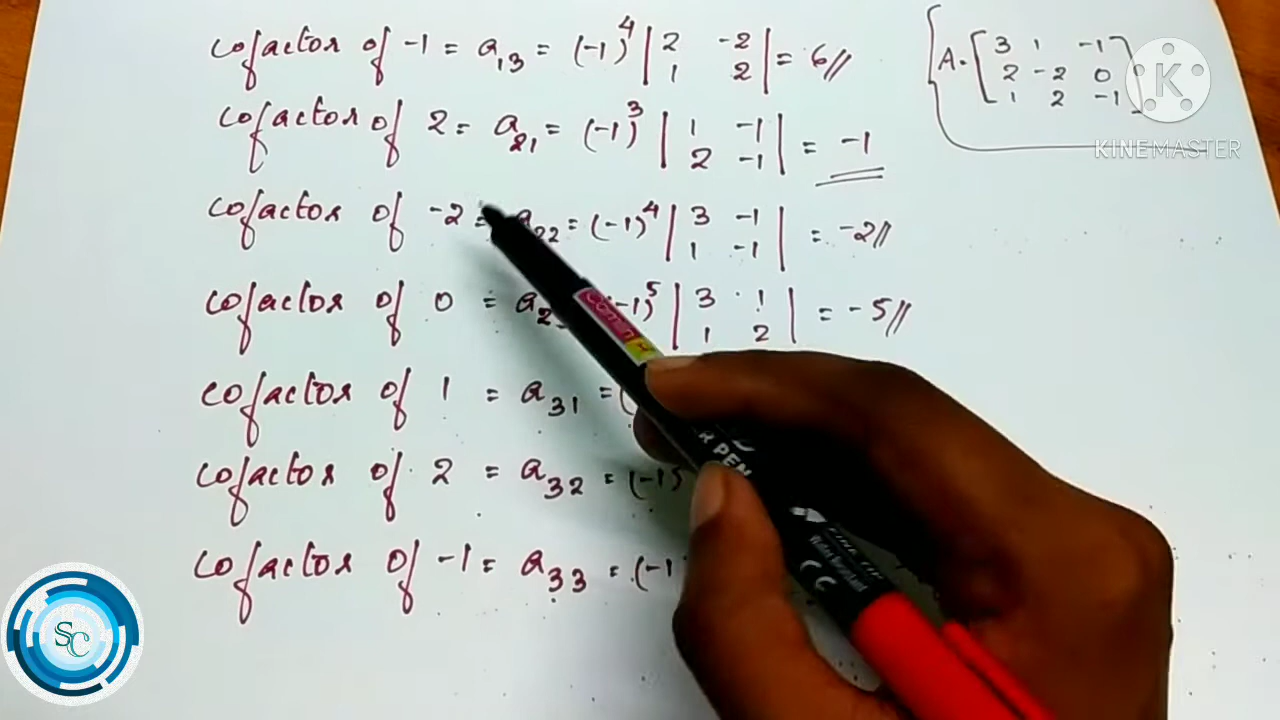 cofactor of -1 = a13 = (-1)^4 | 2 -2 | = 6//
| 1 2 |
cofactor of 2 = a21 = (-1)^3 | 1 -1 | = -1
| 2 -1 |
cofactor of -2 = a22 = (-1)^4 | 3 -1 | = -2//
| 1 -1 |
cofactor of 0 = a2 -1)^5 | 3 1 | = -5//
| 1 2 |
cofactor of 1 = a31 = (
cofactor of 2 = a32 = (-1)
cofactor of -1 = a33 = (-1
A = [ 3 1 -1
2 -2 0
1 2 -1 ]
K
KINEMASTER
SC